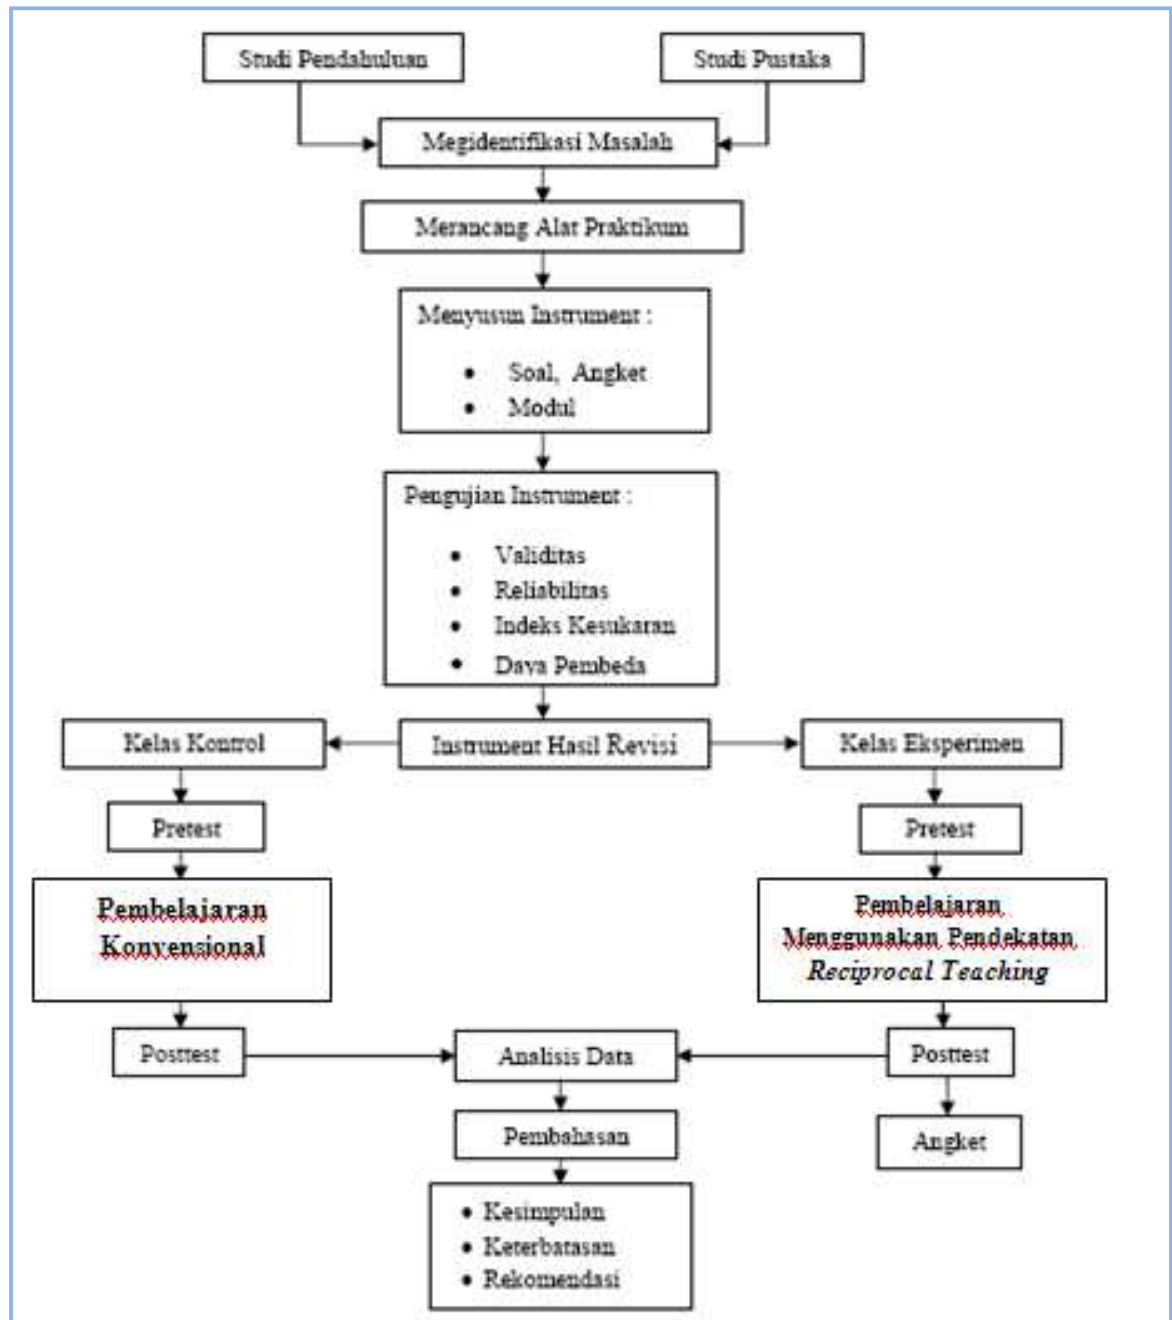 Studi Pendahuluan
Studi Pustaka
Megidentifikasi Masalah
Merancang Alat Praktikum
Menyusun Instrument :
• Soal, Angket
• Modul
Pengujian Instrument :
• Validitas
• Reliabilitas
• Indeks Kesukaran
• Daya Pembeda
Kelas Kontrol
Instrument Hasil Revisi
Kelas Eksperimen
Pretest
Pretest
Pembelajaran
Konvensional
Pembelajaran
Menggunakan Pendekatan
Reciprocal Teaching
Posttest
Analisis Data
Posttest
Pembahasan
Angket
• Kesimpulan
• Keterbatasan
• Rekomendasi